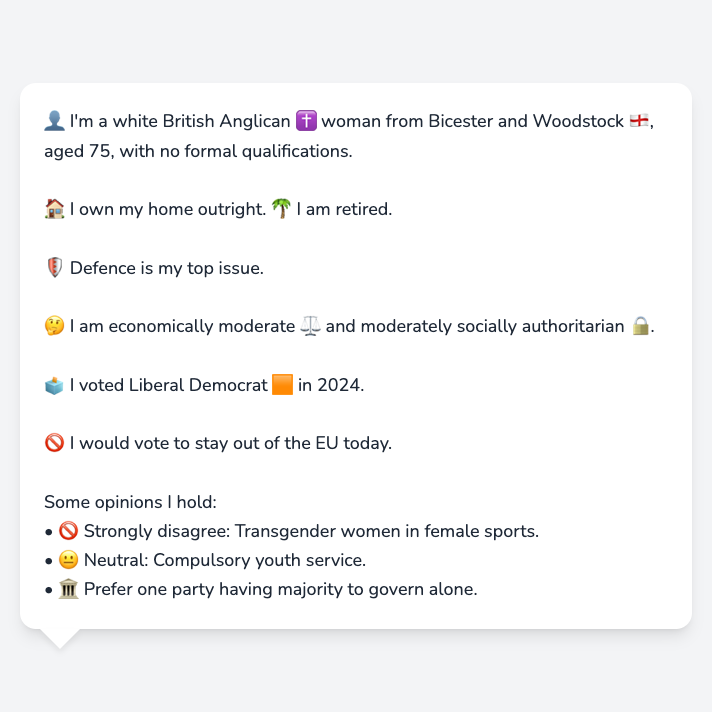 👤 I'm a white British Anglican ✝️ woman from Bicester and Woodstock 🏴󠁧󠁢󠁥󠁮󠁧󠁿,
aged 75, with no formal qualifications.
🏠 I own my home outright. 🌴 I am retired.
🛡️ Defence is my top issue.
🤔 I am economically moderate ⚖️ and moderately socially authoritarian 🔒.
🗳️ I voted Liberal Democrat 🟧 in 2024.
🚫 I would vote to stay out of the EU today.
Some opinions I hold:
• 🚫 Strongly disagree: Transgender women in female sports.
• 😐 Neutral: Compulsory youth service.
• 🏛️ Prefer one party having majority to govern alone.